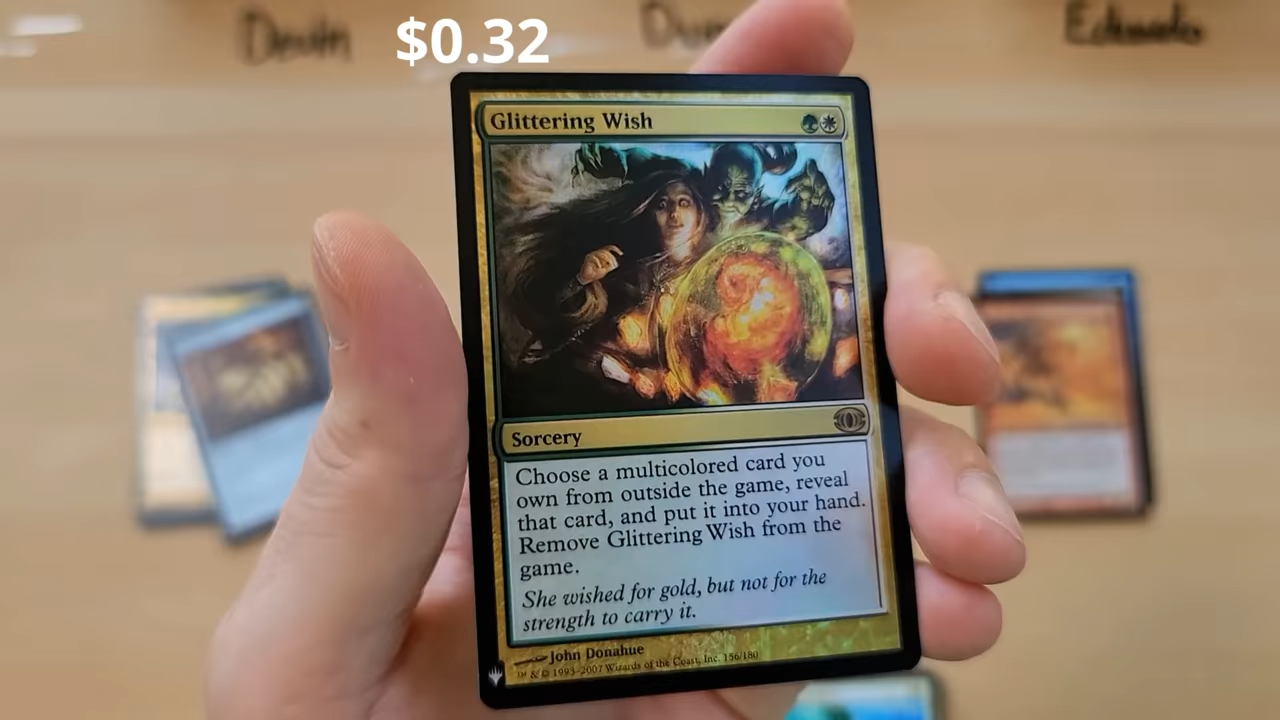 Devin
$0.32
Glittering Wish
Sorcery
Choose a multicolored card you
own from outside the game, reveal
that card, and put it into your hand.
Remove Glittering Wish from the
game.
She wished for gold, but not for the
strength to carry it.
John Donahue
™ & © 1993–2007 Wizards of the Coast, Inc. 156/180